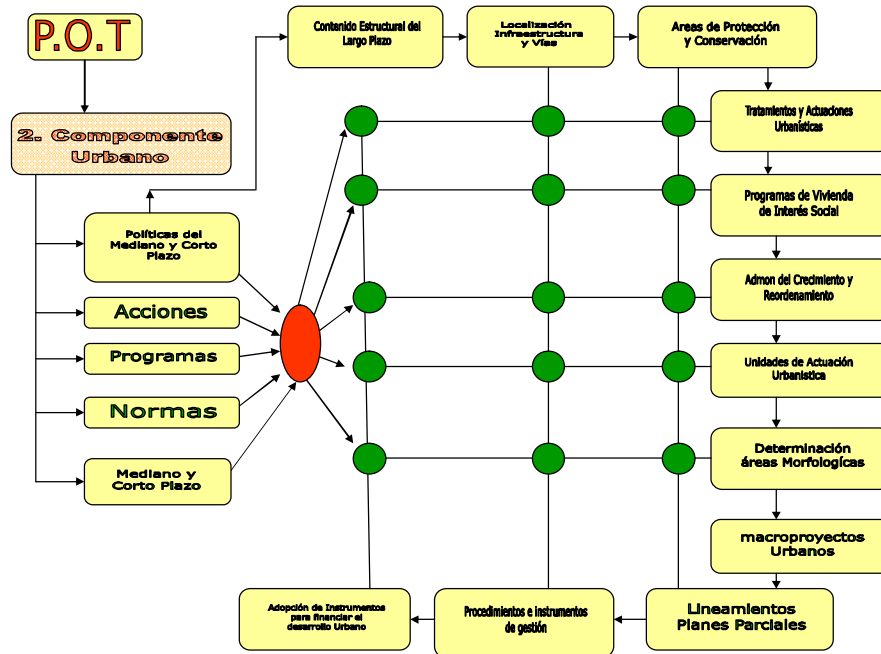 P.O.T
2. Componente
Urbano
Políticas del
Mediano y Corto
Plazo
Acciones
Programas
Normas
Mediano y
Corto Plazo
Contenido Estructural del
Largo Plazo
Localización
Infraestructura
y Vías
Areas de Protección
y Conservación
Tratamientos y Actuaciones
Urbanísticas
Programas de Vivienda
de Interés Social
Admon del Crecimiento y
Reordenamiento
Unidades de Actuación
Urbanistica
Determinación
áreas Morfologícas
macroproyectos
Urbanos
Lineamientos
Planes Parciales
Procedimientos e instrumentos
de gestión
Adopción de Instrumentos
para financiar el
desarrollo Urbano